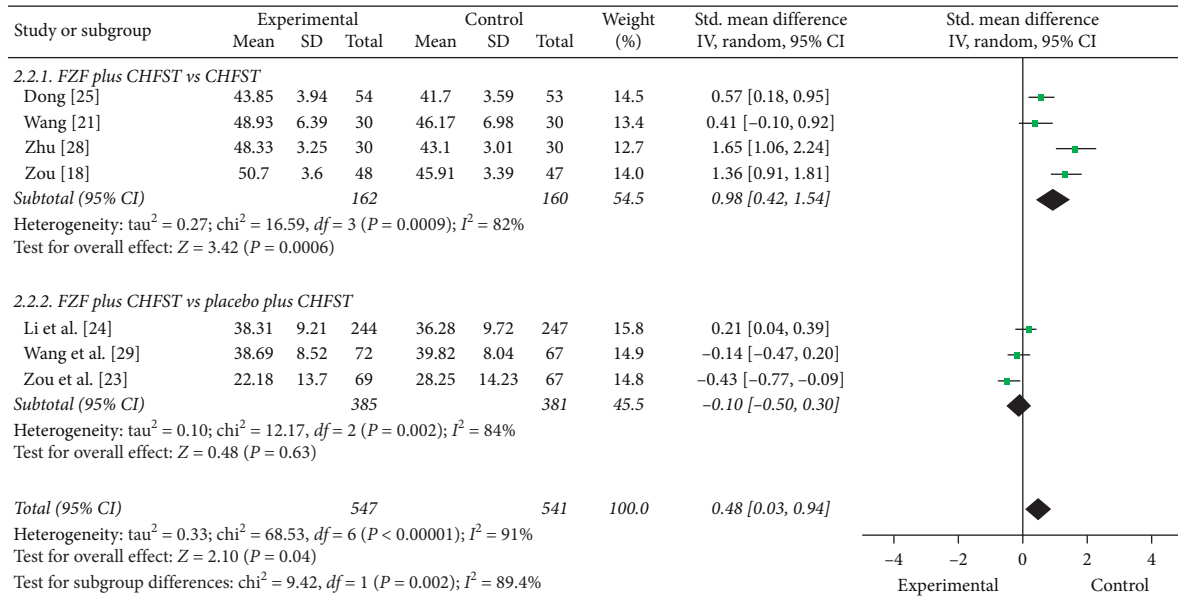 Study or subgroup Experimental Control Weight (%) Std. mean difference IV, random, 95% CI Std. mean difference IV, random, 95% CI
Mean SD Total Mean SD Total
2.2.1. FZF plus CHFST vs CHFST
Dong [25] 43.85 3.94 54 41.7 3.59 53 14.5 0.57 [0.18, 0.95]
Wang [21] 48.93 6.39 30 46.17 6.98 30 13.4 0.41 [–0.10, 0.92]
Zhu [28] 48.33 3.25 30 43.1 3.01 30 12.7 1.65 [1.06, 2.24]
Zou [18] 50.7 3.6 48 45.91 3.39 47 14.0 1.36 [0.91, 1.81]
Subtotal (95% CI) 162 160 54.5 0.98 [0.42, 1.54]
Heterogeneity: tau² = 0.27; chi² = 16.59, df = 3 (P = 0.0009); I² = 82%
Test for overall effect: Z = 3.42 (P = 0.0006)
2.2.2. FZF plus CHFST vs placebo plus CHFST
Li et al. [24] 38.31 9.21 244 36.28 9.72 247 15.8 0.21 [0.04, 0.39]
Wang et al. [29] 38.69 8.52 72 39.82 8.04 67 14.9 –0.14 [–0.47, 0.20]
Zou et al. [23] 22.18 13.7 69 28.25 14.23 67 14.8 –0.43 [–0.77, –0.09]
Subtotal (95% CI) 385 381 45.5 –0.10 [–0.50, 0.30]
Heterogeneity: tau² = 0.10; chi² = 12.17, df = 2 (P = 0.002); I² = 84%
Test for overall effect: Z = 0.48 (P = 0.63)
Total (95% CI) 547 541 100.0 0.48 [0.03, 0.94]
Heterogeneity: tau² = 0.33; chi² = 68.53, df = 6 (P < 0.00001); I² = 91%
Test for overall effect: Z = 2.10 (P = 0.04)
Test for subgroup differences: chi² = 9.42, df = 1 (P = 0.002); I² = 89.4%
–4 –2 0 2 4
Experimental Control